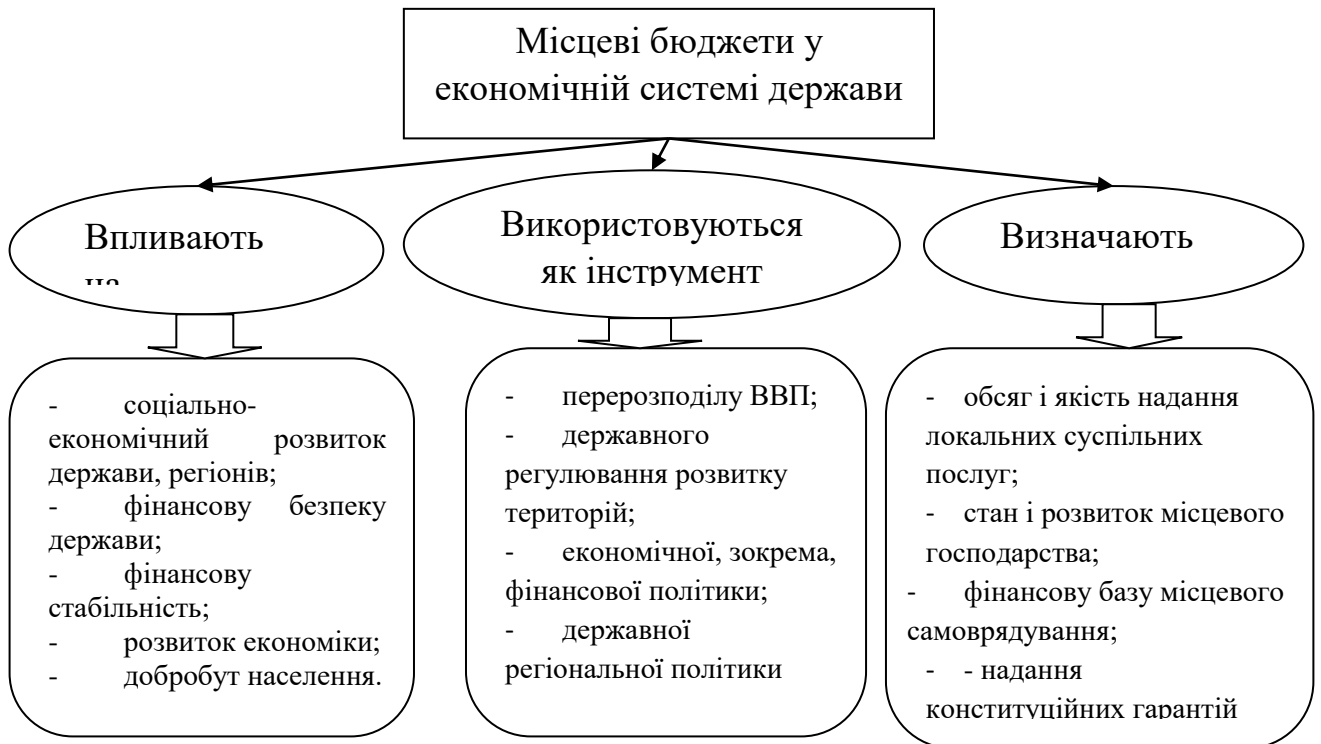 Місцеві бюджети у
економічній системі держави
Впливають
на
Використовуються
як інструмент
Визначають
- соціально-
економічний розвиток
держави, регіонів;
- фінансову безпеку
держави;
- фінансову
стабільність;
- розвиток економіки;
- добробут населення.
- перерозподілу ВВП;
- державного
регулювання розвитку
територій;
- економічної, зокрема,
фінансової політики;
- державної
регіональної політики
- обсяг і якість надання
локальних суспільних
послуг;
- стан і розвиток місцевого
господарства;
- фінансову базу місцевого
самоврядування;
- - надання
конституційних гарантій